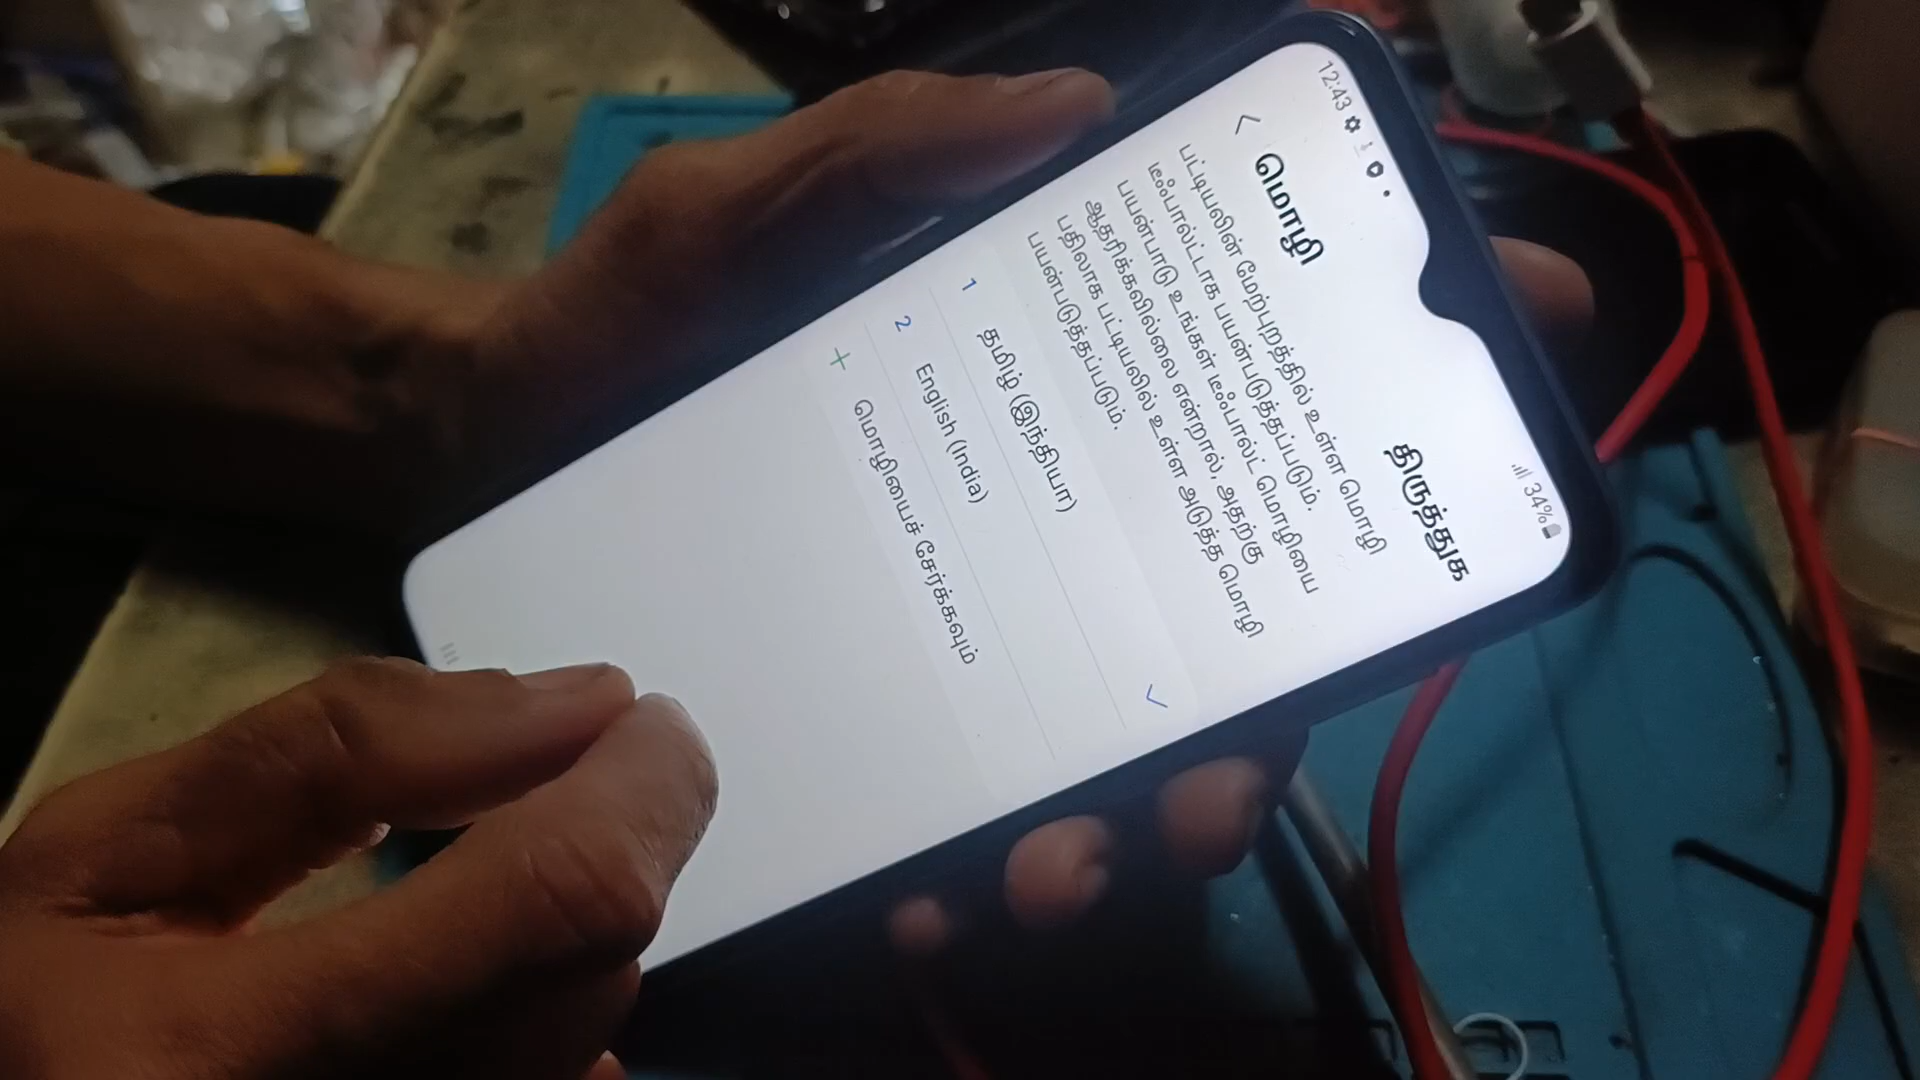 12:43
34%
மொழி
திருத்துக
பட்டியலின் மேற்புறத்தில் உள்ள மொழி
டீஃபால்ட்டாக பயன்படுத்தப்படும்.
பயன்பாடு உங்கள் டீஃபால்ட் மொழியை
ஆதரிக்கவில்லை என்றால், அதற்கு
பதிலாக பட்டியலில் உள்ள அடுத்த மொழி
பயன்படுத்தப்படும்.
1 தமிழ் (இந்தியா)
2 English (India)
+ மொழியைச் சேர்க்கவும்